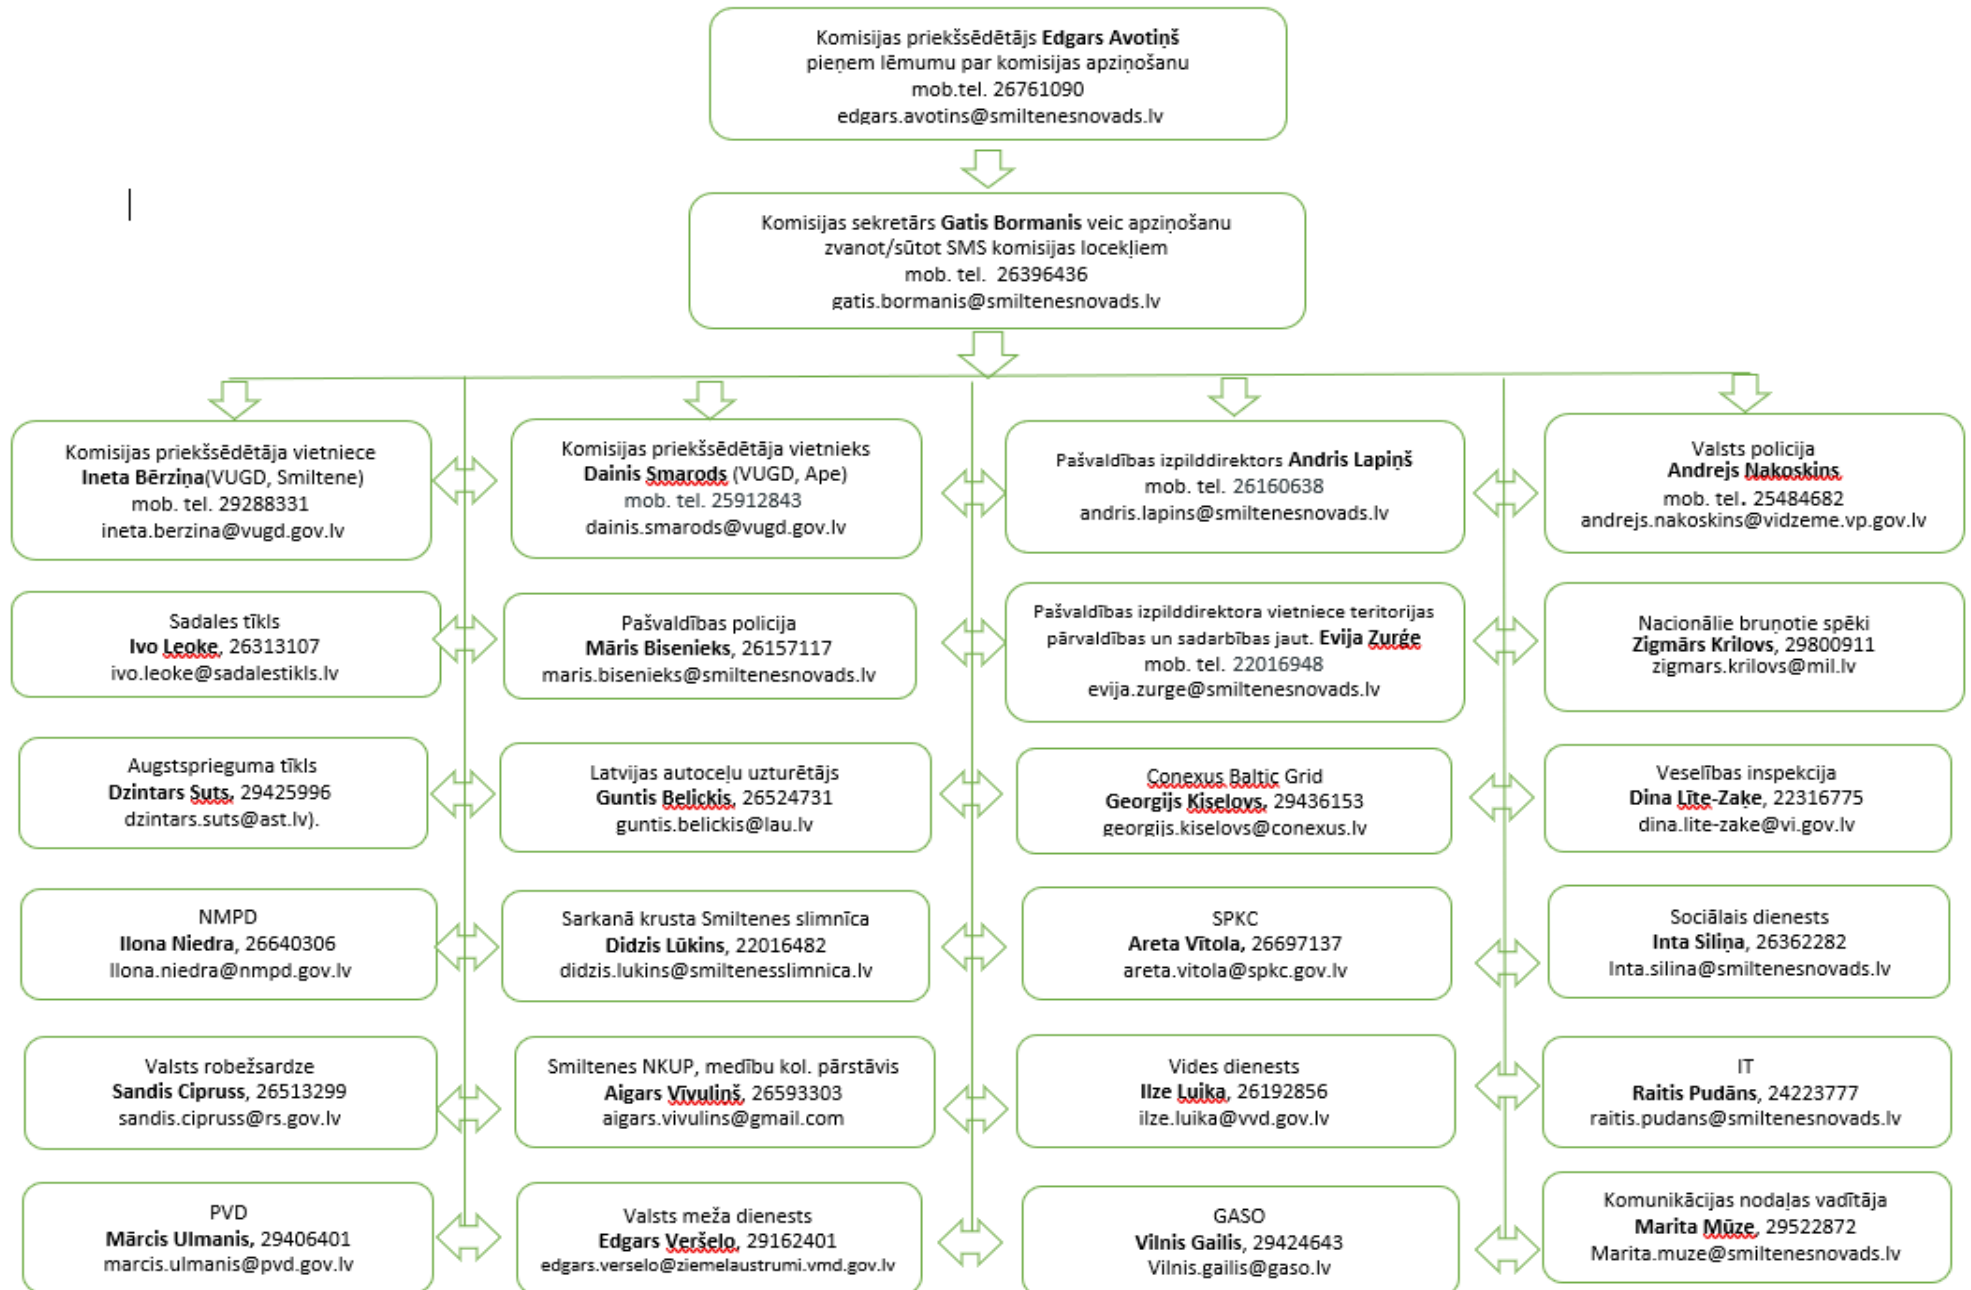 Komisijas priekšsēdētājs Edgars Avotiņš
pieņem lēmumu par komisijas apziņošanu
mob.tel. 26761090
edgars.avotins@smiltenesnovads.lv
Komisijas sekretārs Gatis Bormanis veic apziņošanu
zvanot/sūtot SMS komisijas locekļiem
mob. tel.  26396436
gatis.bormanis@smiltenesnovads.lv
Komisijas priekšsēdētāja vietniece
Ineta Bērziņa(VUGD, Smiltene)
mob. tel. 29288331
ineta.berzina@vugd.gov.lv
Komisijas priekšsēdētāja vietnieks
Dainis Smarods (VUGD, Ape)
mob. tel. 25912843
dainis.smarods@vugd.gov.lv
Pašvaldības izpilddirektors Andris Lapiņš
mob. tel. 26160638
andris.lapins@smiltenesnovads.lv
Valsts policija
Andrejs Nakoskins
mob. tel. 25484682
andrejs.nakoskins@vidzeme.vp.gov.lv
Sadales tīkls
Ivo Leoke, 26313107
ivo.leoke@sadalestikls.lv
Pašvaldības policija
Māris Bisenieks, 26157117
maris.bisenieks@smiltenesnovads.lv
Pašvaldības izpilddirektora vietniece teritorijas
pārvaldības un sadarbības jaut. Evija Zurģe
mob. tel. 22016948
evija.zurge@smiltenesnovads.lv
Nacionālie bruņotie spēki
Zigmārs Krilovs, 29800911
zigmars.krilovs@mil.lv
Augstsprieguma tīkls
Dzintars Suts, 29425996
dzintars.suts@ast.lv).
Latvijas autoceļu uzturētājs
Guntis Belickis, 26524731
guntis.belickis@lau.lv
Conexus Baltic Grid
Georgijs Kiselovs, 29436153
georgijs.kiselovs@conexus.lv
Veselības inspekcija
Dina Līte-Zaķe, 22316775
dina.lite-zake@vi.gov.lv
NMPD
Ilona Niedra, 26640306
Ilona.niedra@nmpd.gov.lv
Sarkanā krusta Smiltenes slimnīca
Didzis Lūkins, 22016482
didzis.lukins@smiltenesslimnica.lv
SPKC
Areta Vītola, 26697137
areta.vitola@spkc.gov.lv
Sociālais dienests
Inta Siliņa, 26362282
Inta.silina@smiltenesnovads.lv
Valsts robežsardze
Sandis Cipruss, 26513299
sandis.cipruss@rs.gov.lv
Smiltenes NKUP, medību kol. pārstāvis
Aigars Vīvuliņš, 26593303
aigars.vivulins@gmail.com
Vides dienests
Ilze Luika, 26192856
ilze.luika@vvd.gov.lv
IT
Raitis Pudāns, 24223777
raitis.pudans@smiltenesnovads.lv
PVD
Mārcis Ulmanis, 29406401
marcis.ulmanis@pvd.gov.lv
Valsts meža dienests
Edgars Veršelo, 29162401
edgars.verselo@ziemelaustrumi.vmd.gov.lv
GASO
Vilnis Gailis, 29424643
Vilnis.gailis@gaso.lv
Komunikācijas nodaļas vadītāja
Marita Mūze, 29522872
Marita.muze@smiltenesnovads.lv